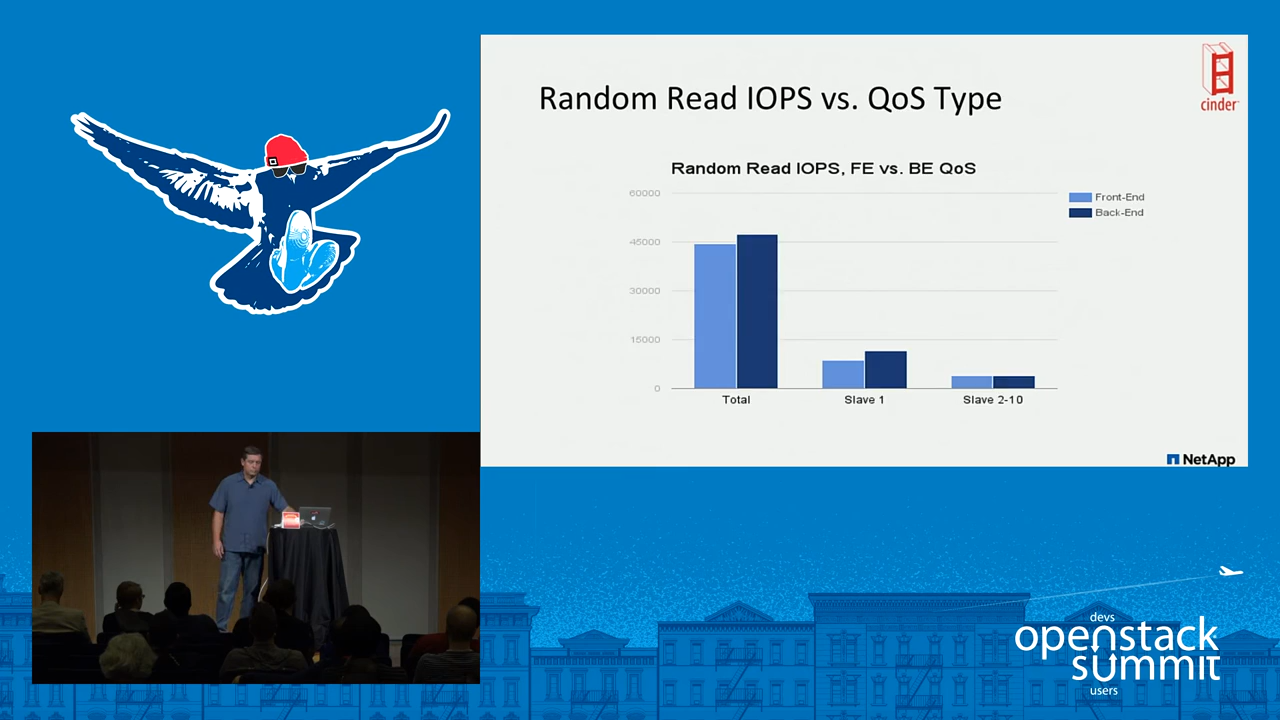 Random Read IOPS vs. QoS Type
cinder
Random Read IOPS, FE vs. BE QoS
60000
45000
30000
15000
0
Front-End
Back-End
Total
Slave 1
Slave 2-10
NetApp
devs
openstack
summit
users